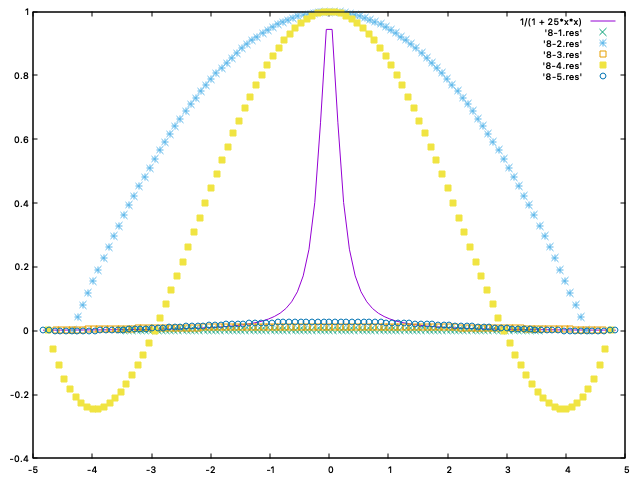 1/(1 + 25*x*x)
'8-1.res'
'8-2.res'
'8-3.res'
'8-4.res'
'8-5.res'
1
0.8
0.6
0.4
0.2
0
-0.2
-0.4
-5 -4 -3 -2 -1 0 1 2 3 4 5